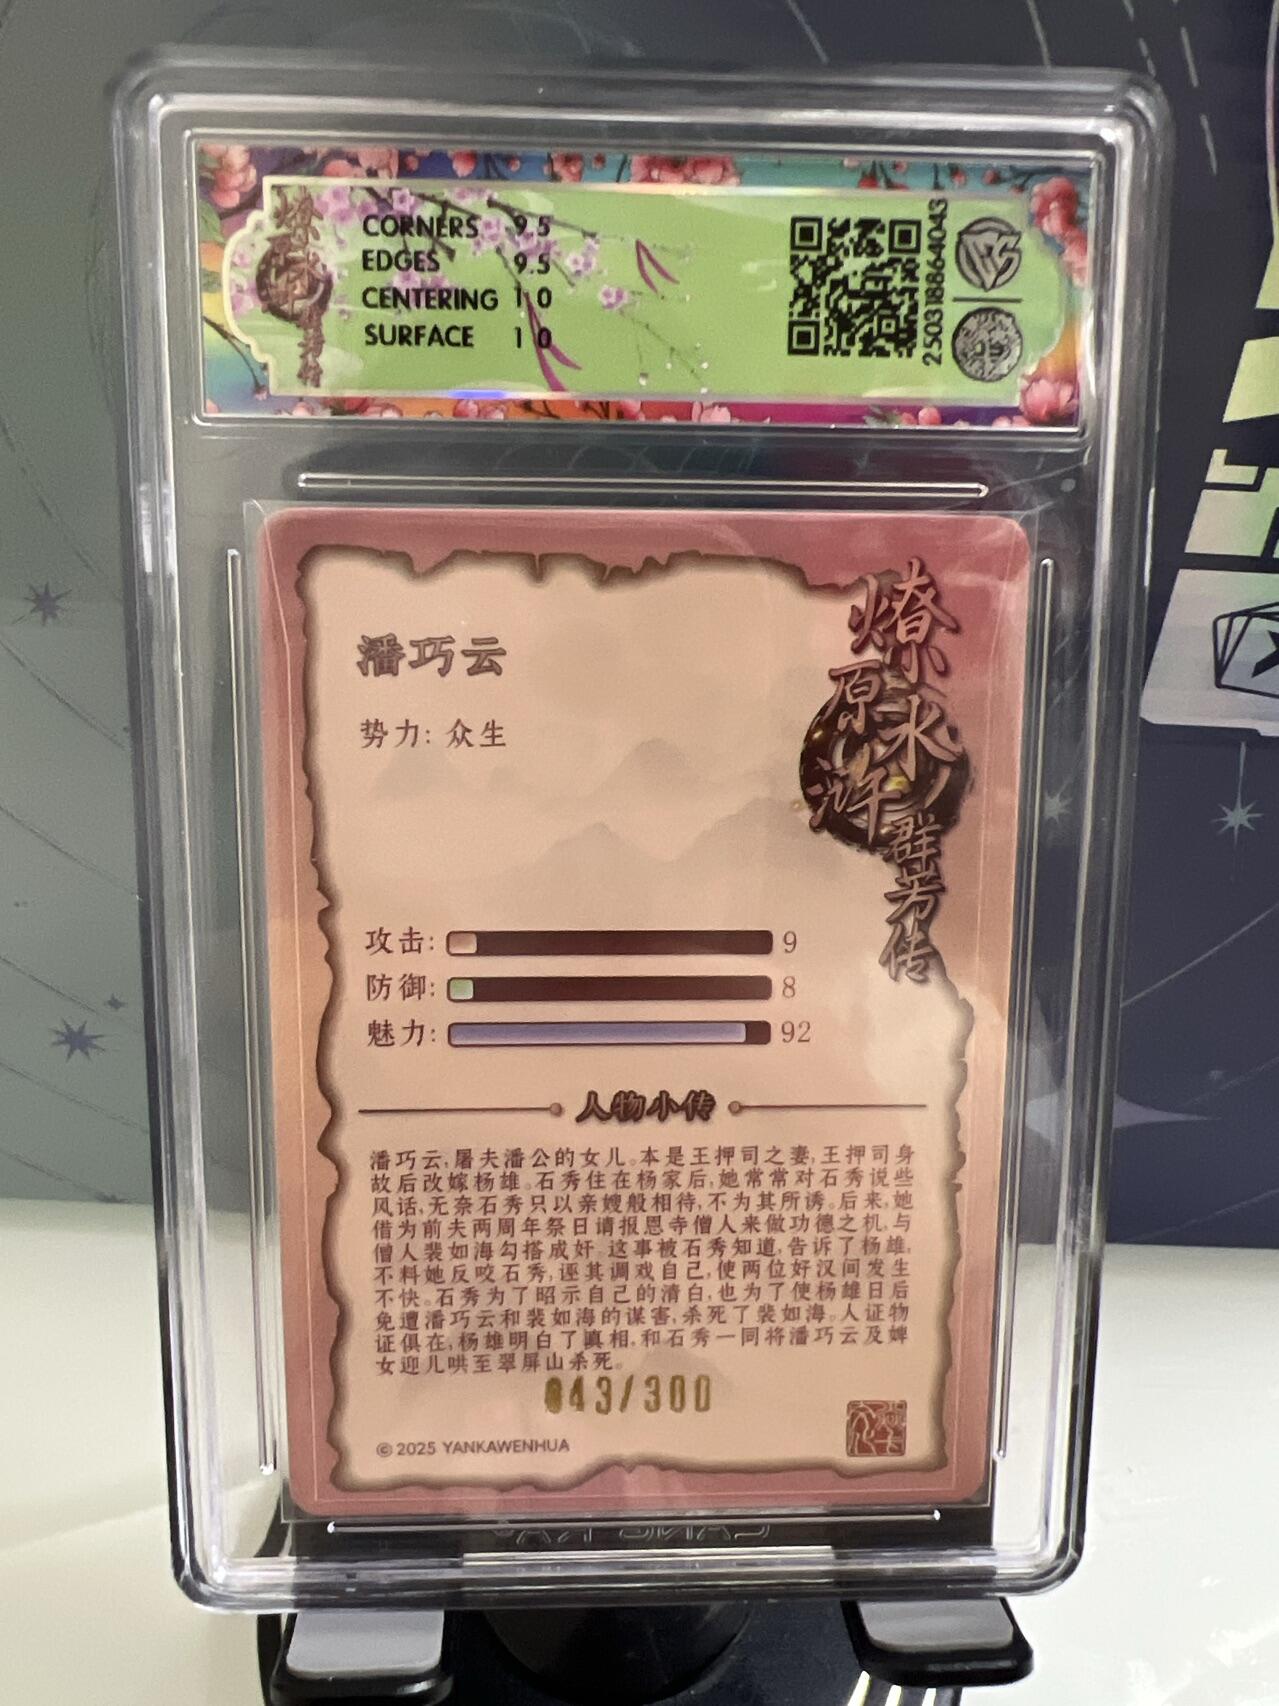 燎原水浒群芳传
CORNERS 9.5
EDGES 9.5
CENTERING 10
SURFACE 10
250318864043
潘巧云
势力: 众生
燎原水浒群芳传
攻击: 9
防御: 8
魅力: 92
人物小传
潘巧云,屠夫潘公的女儿。本是王押司之妻,王押司身
故后改嫁杨雄。石秀住在杨家后,她常常对石秀说些
风话,无奈石秀只以亲嫂般相待,不为其所诱。后来,她
借为前夫两周年祭日请报恩寺僧人来做功德之机,与
僧人裴如海勾搭成奸。这事被石秀知道,告诉了杨雄,
不料她反咬石秀,诬其调戏自己,使两位好汉间发生
不快。石秀为了昭示自己的清白,也为了使杨雄日后
免遭潘巧云和裴如海的谋害,杀死了裴如海。人证物
证俱在,杨雄明白了真相,和石秀一同将潘巧云及婢
女迎儿哄至翠屏山杀死。
043/300
© 2025 YANKAWENHUA